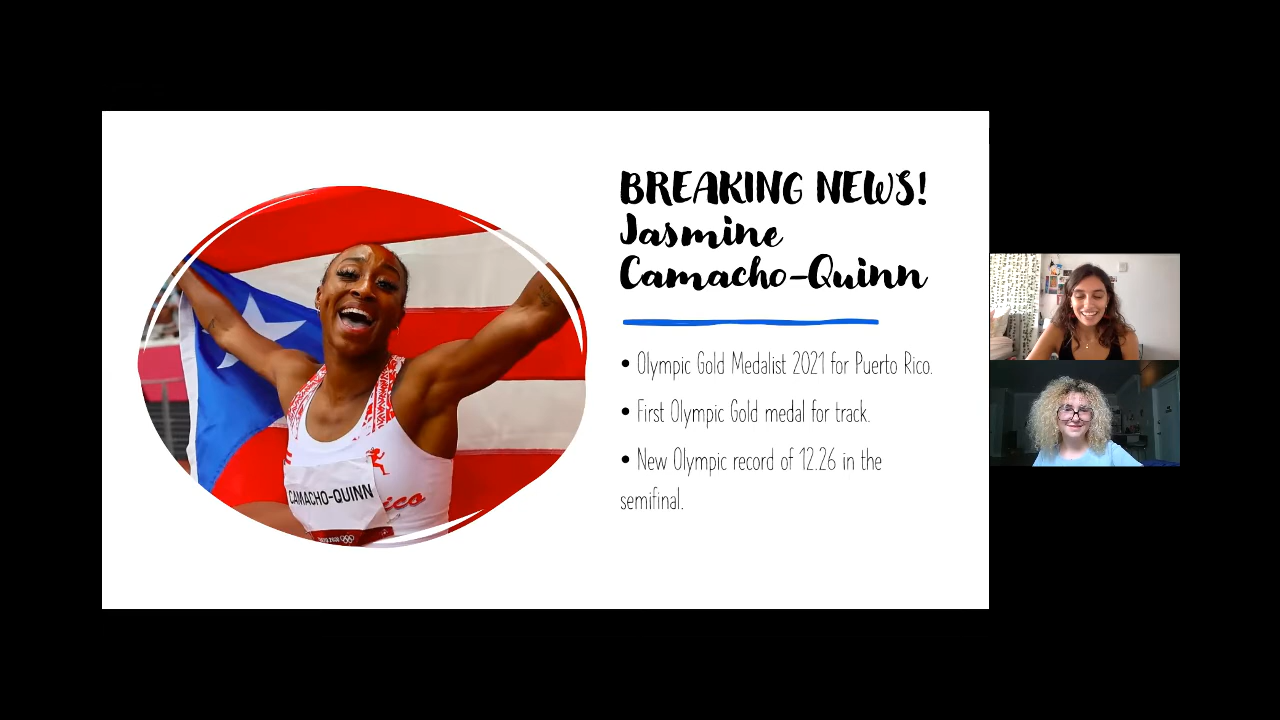 BREAKING NEWS!
Jasmine
Camacho-Quinn
• Olympic Gold Medalist 2021 for Puerto Rico.
• First Olympic Gold medal for track.
• New Olympic record of 12.26 in the
semifinal.
CAMACHO-QUINN
ico